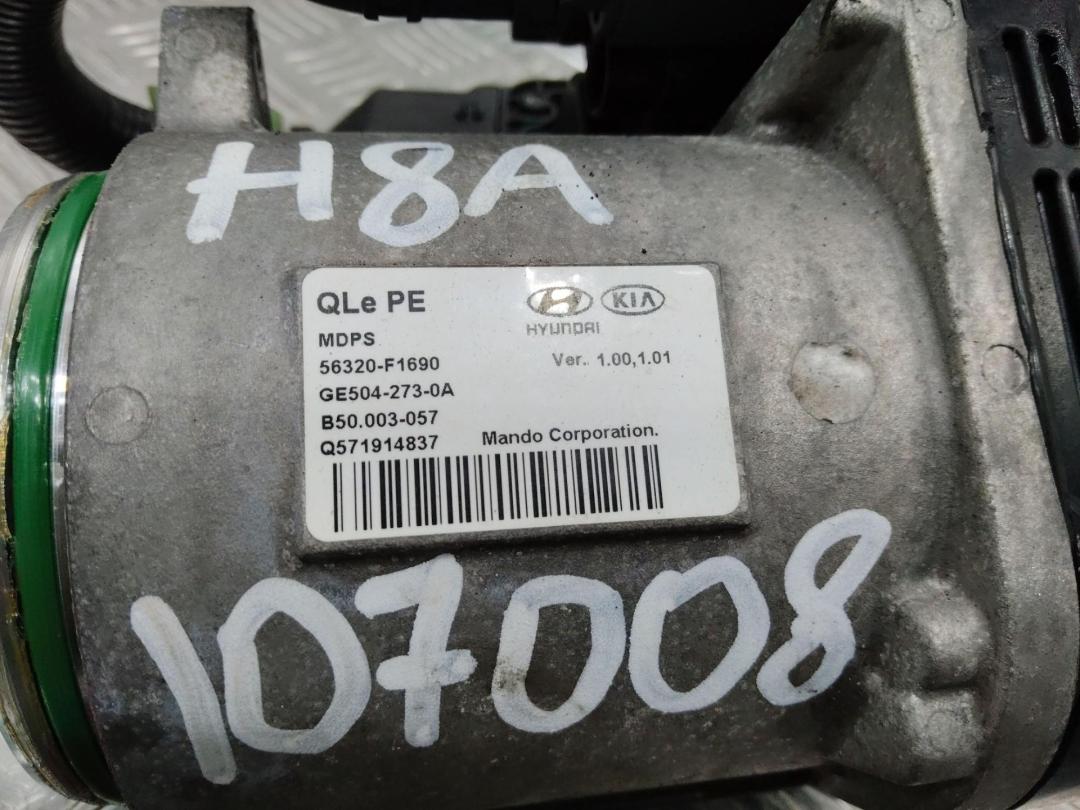 H8A
QLe PE
HYUNDAI KIA
MDPS
56320-F1690 Ver.. 1.00,1.01
GE504-273-0A
B50.003-057
Q571914837 Mando Corporation.
107008